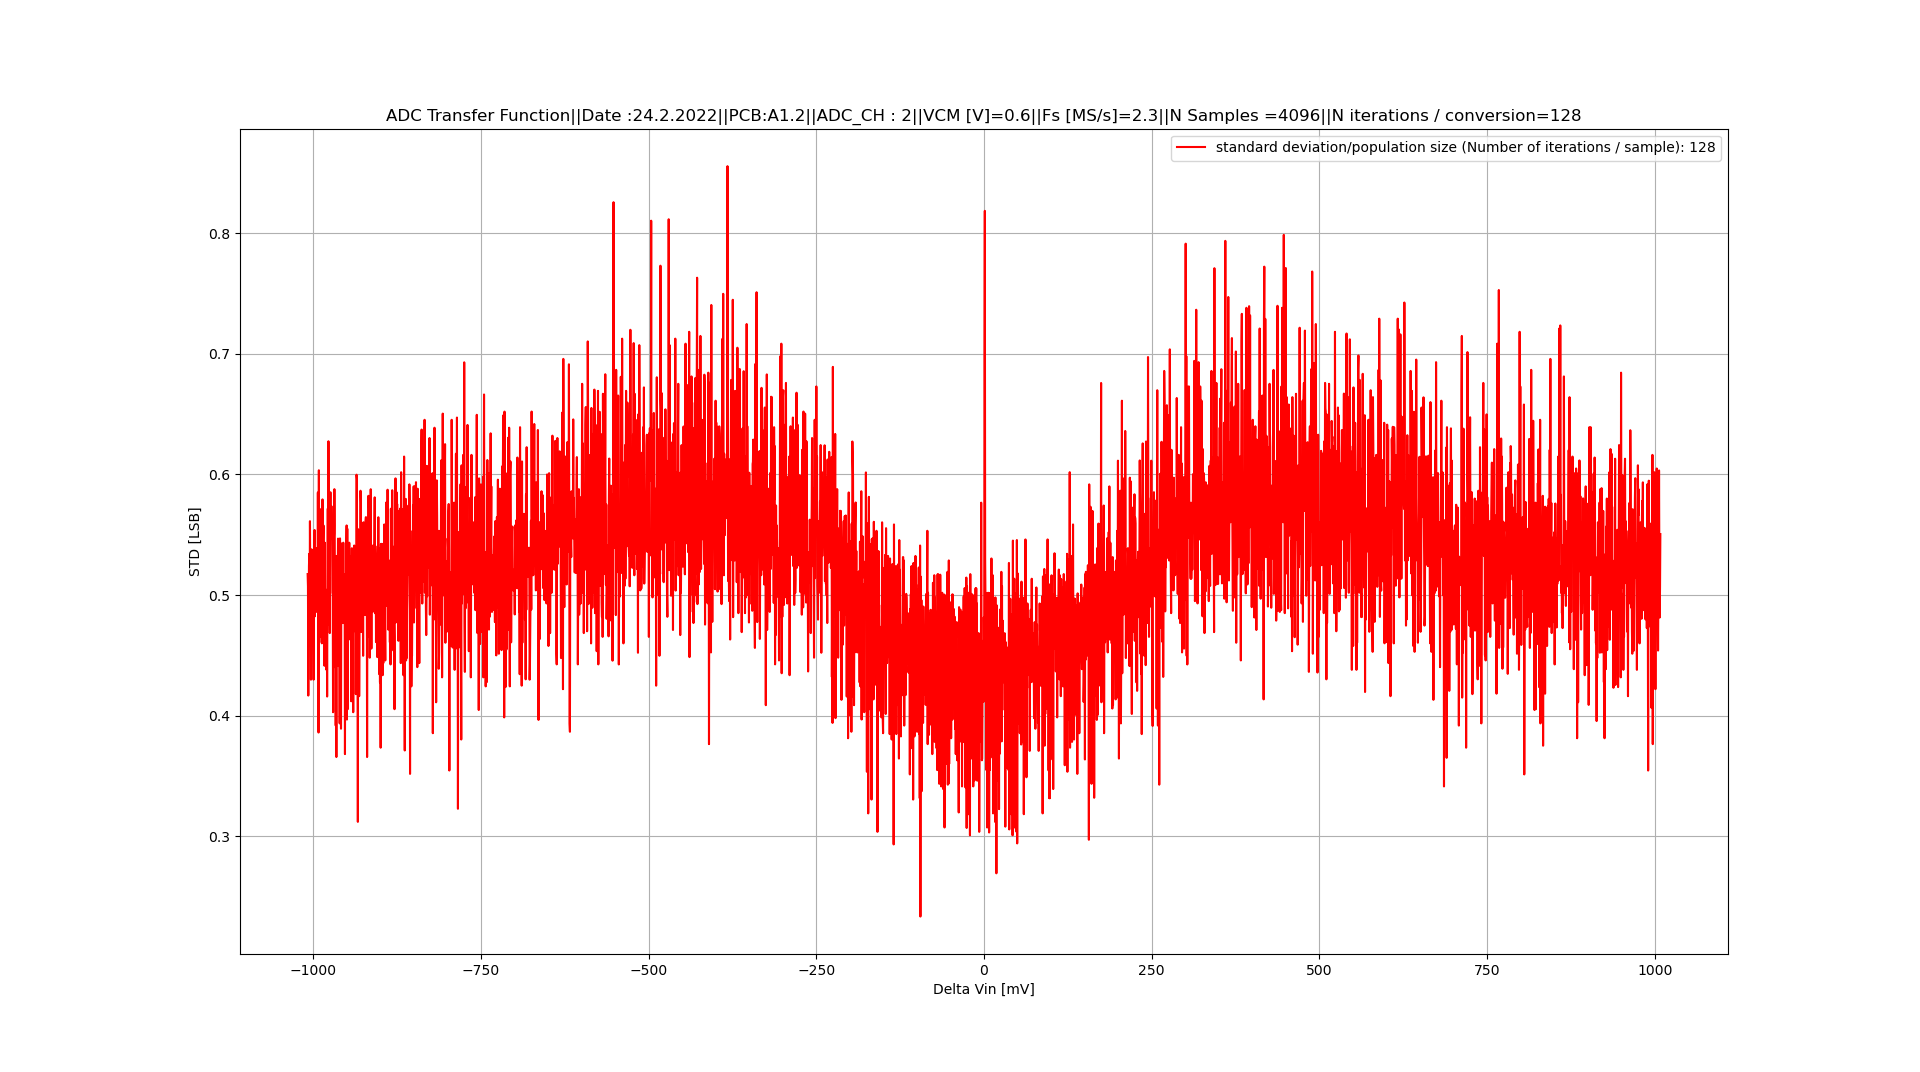 ADC Transfer Function||Date :24.2.2022||PCB:A1.2||ADC_CH : 2||VCM [V]=0.6||Fs [MS/s]=2.3||N Samples =4096||N iterations / conversion=128
standard deviation/population size (Number of iterations / sample): 128
0.8
0.7
0.6
0.5
0.4
0.3
STD [LSB]
−1000 −750 −500 −250 0 250 500 750 1000
Delta Vin [mV]